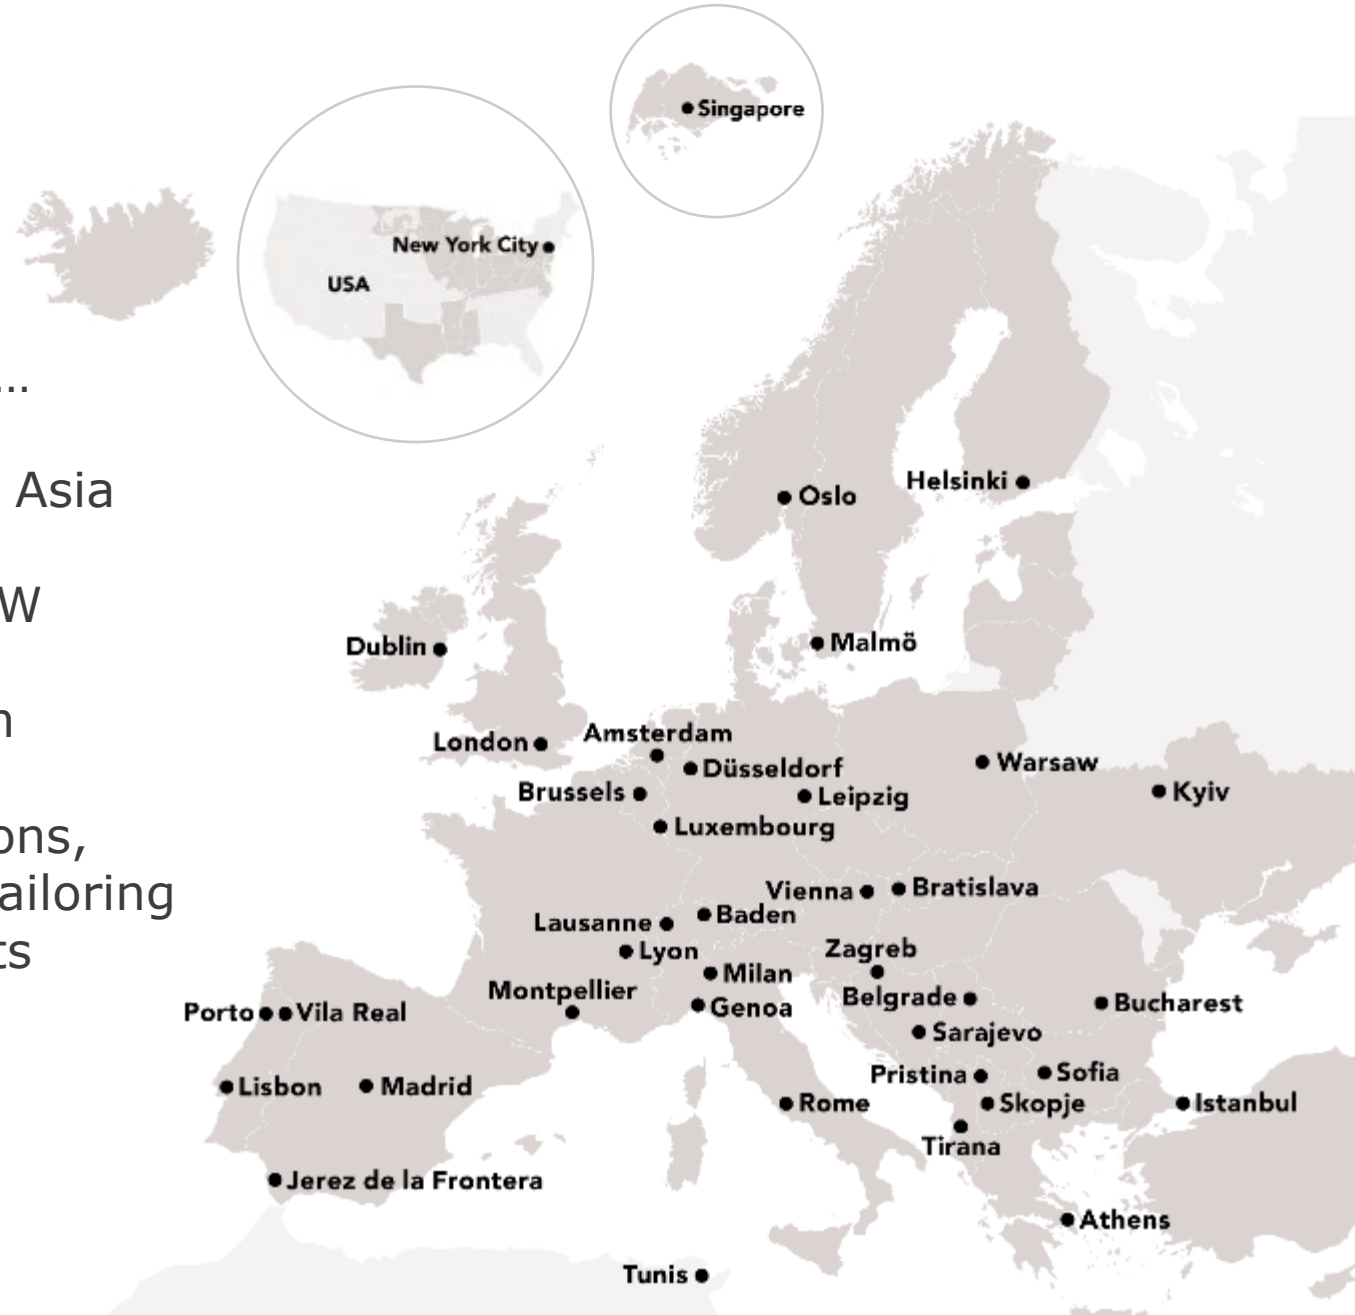 Singapore
New York City
USA
...
Asia
W
Helsinki
Oslo
n
Dublin
Malmö
Amsterdam
London
Düsseldorf
Warsaw
Brussels
Leipzig
Kyiv
Luxembourg
ons,
ailoring
ts
Vienna
Bratislava
Baden
Lausanne
Lyon
Zagreb
Milan
Montpellier
Belgrade
Genoa
Bucharest
Porto
Vila Real
Sarajevo
Pristina
Sofia
Lisbon
Madrid
Rome
Skopje
Istanbul
Tirana
Jerez de la Frontera
Athens
Tunis